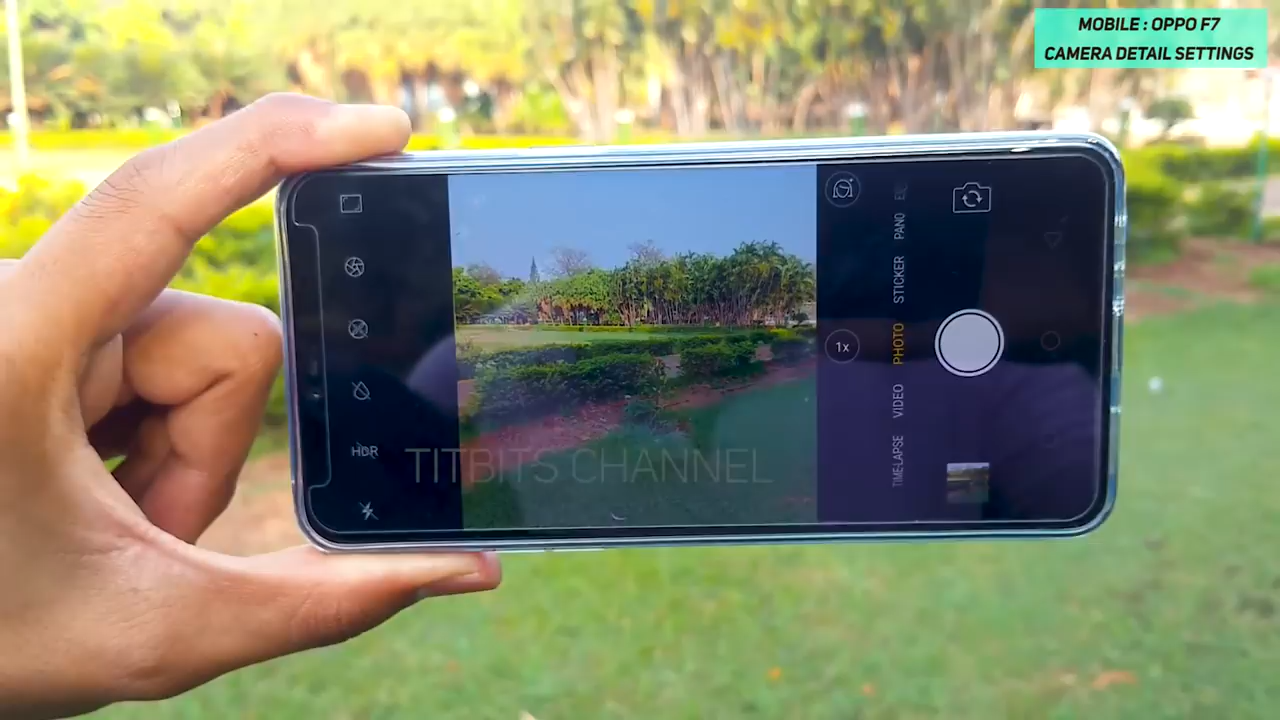 MOBILE : OPPO F7
CAMERA DETAIL SETTINGS
PANO
STICKER
PHOTO
VIDEO
TIME-LAPSE
1x
HDR
TITBITS CHANNEL